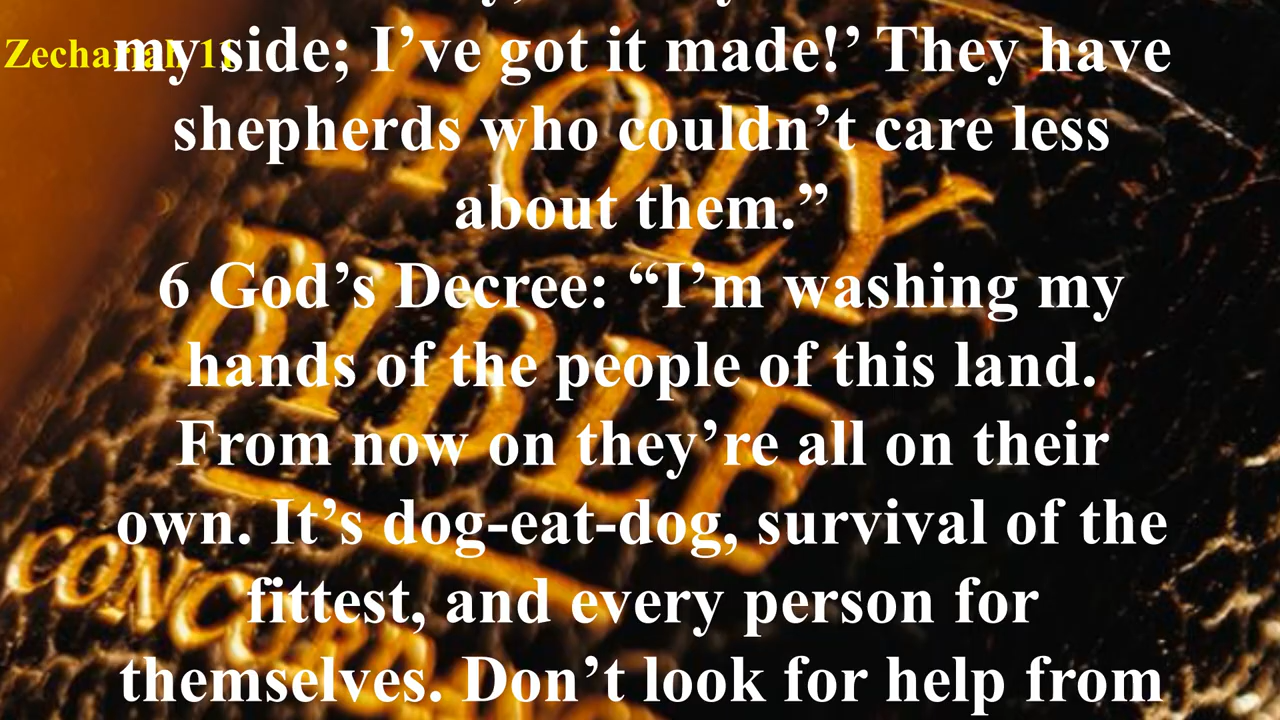 Zechariah 11
my side; I’ve got it made!’ They have
shepherds who couldn’t care less
about them.”
6 God’s Decree: “I’m washing my
hands of the people of this land.
From now on they’re all on their
own. It’s dog-eat-dog, survival of the
fittest, and every person for
themselves. Don’t look for help from
HOLY
BIBLE